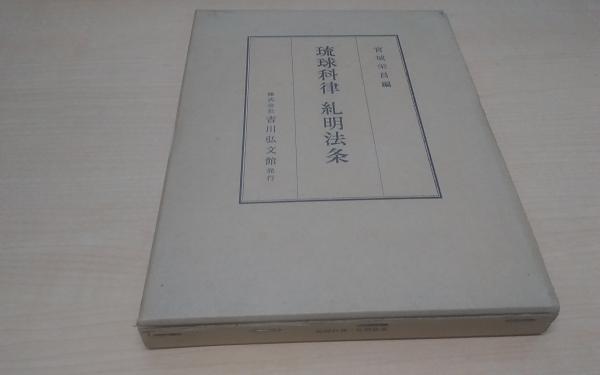 宮城栄昌編
琉球科律 糺明法条
株式会社 吉川弘文館 発行